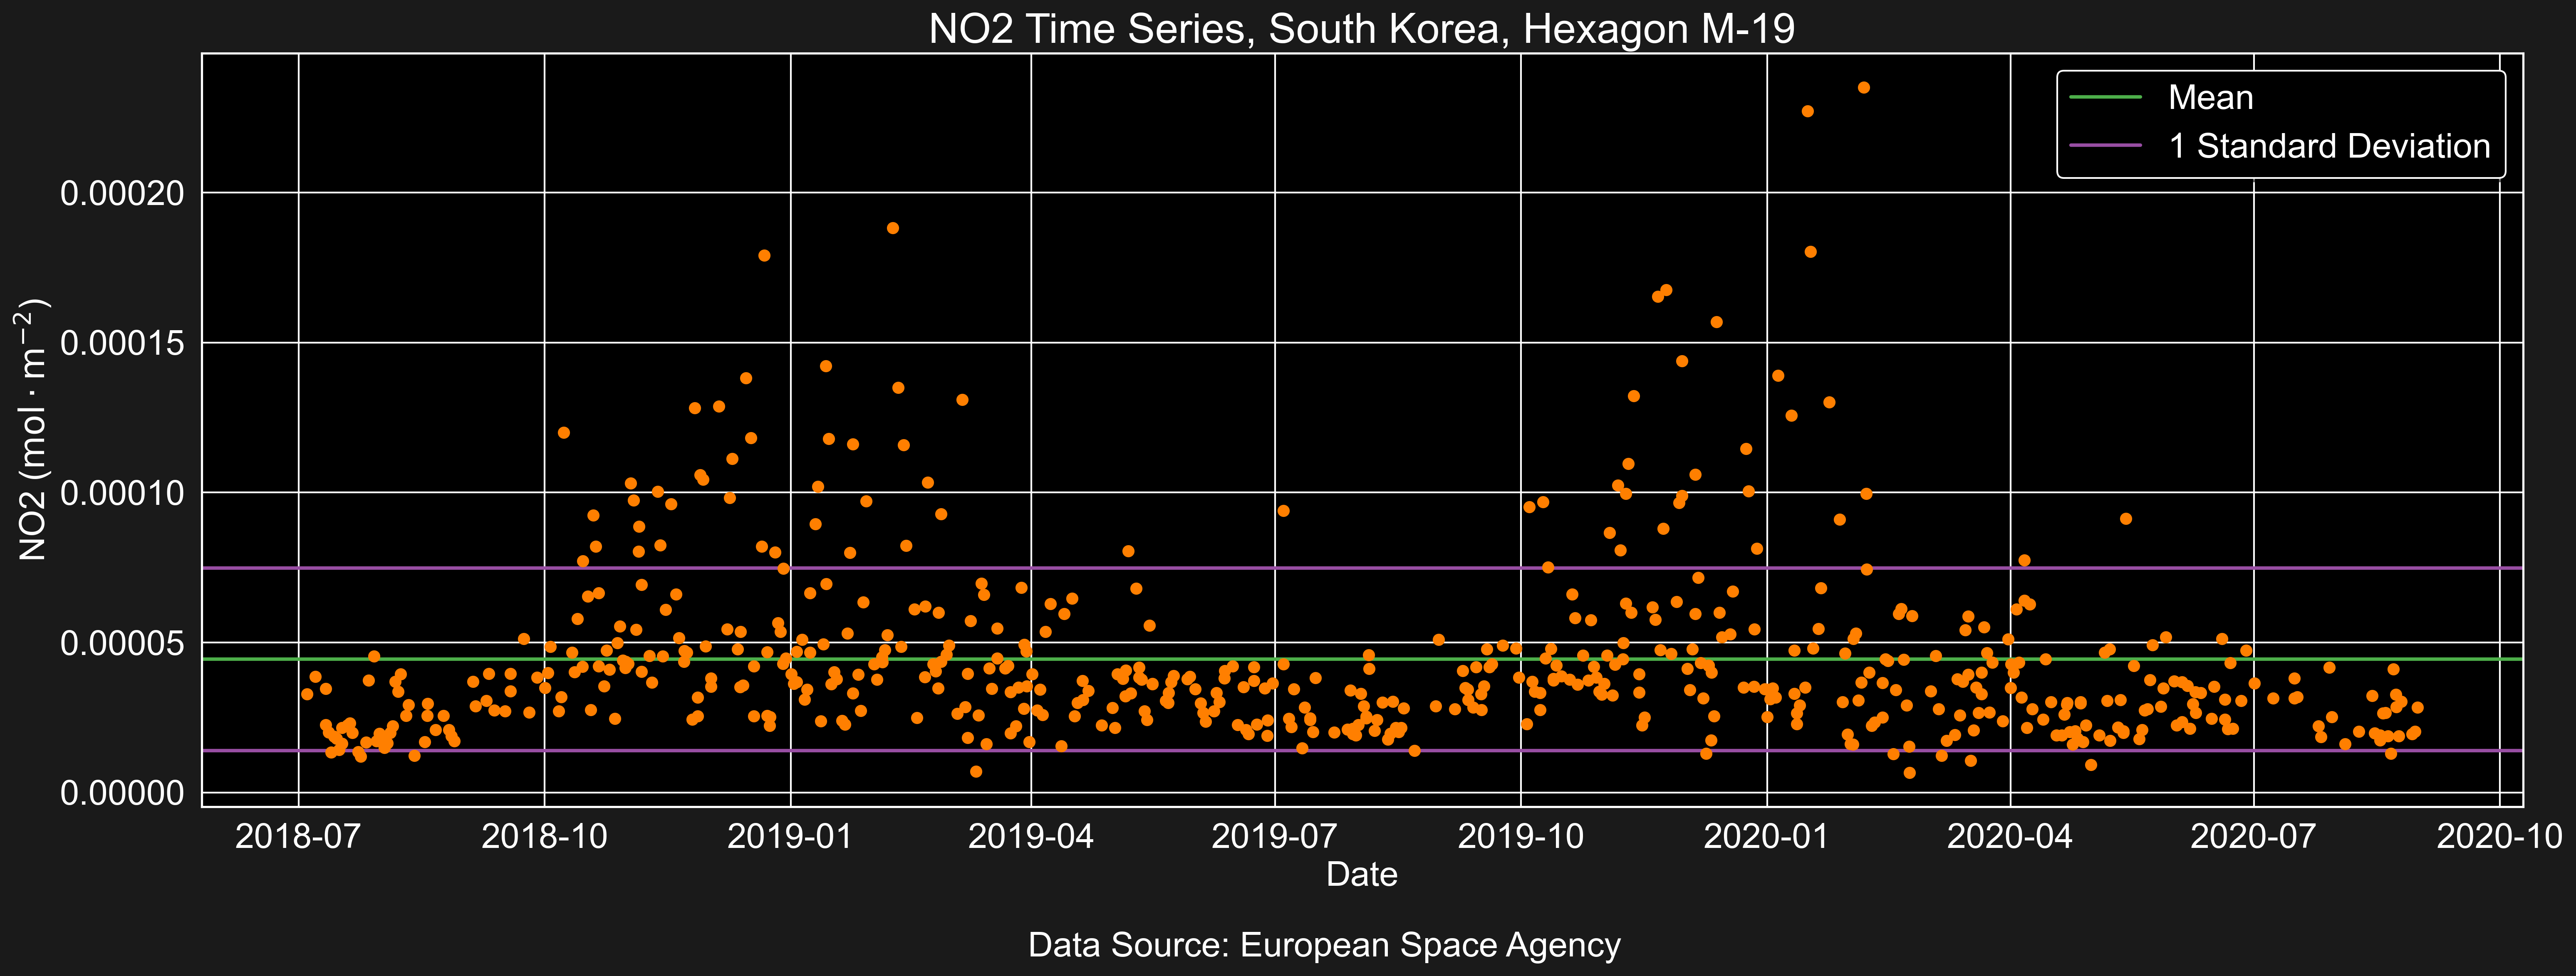 NO2 Time Series, South Korea, Hexagon M-19
Mean
1 Standard Deviation
NO2 (mol · m⁻²)
0.00020
0.00015
0.00010
0.00005
0.00000
2018-07 2018-10 2019-01 2019-04 2019-07 2019-10 2020-01 2020-04 2020-07 2020-10
Date
Data Source: European Space Agency